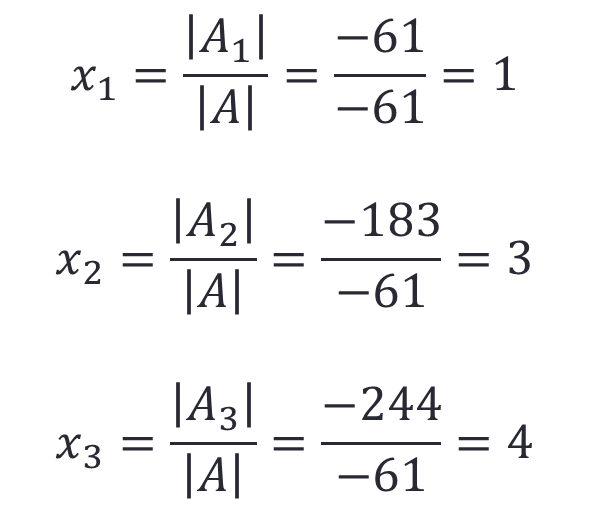 x₁ = |A₁| / |A| = −61 / −61 = 1
x₂ = |A₂| / |A| = −183 / −61 = 3
x₃ = |A₃| / |A| = −244 / −61 = 4